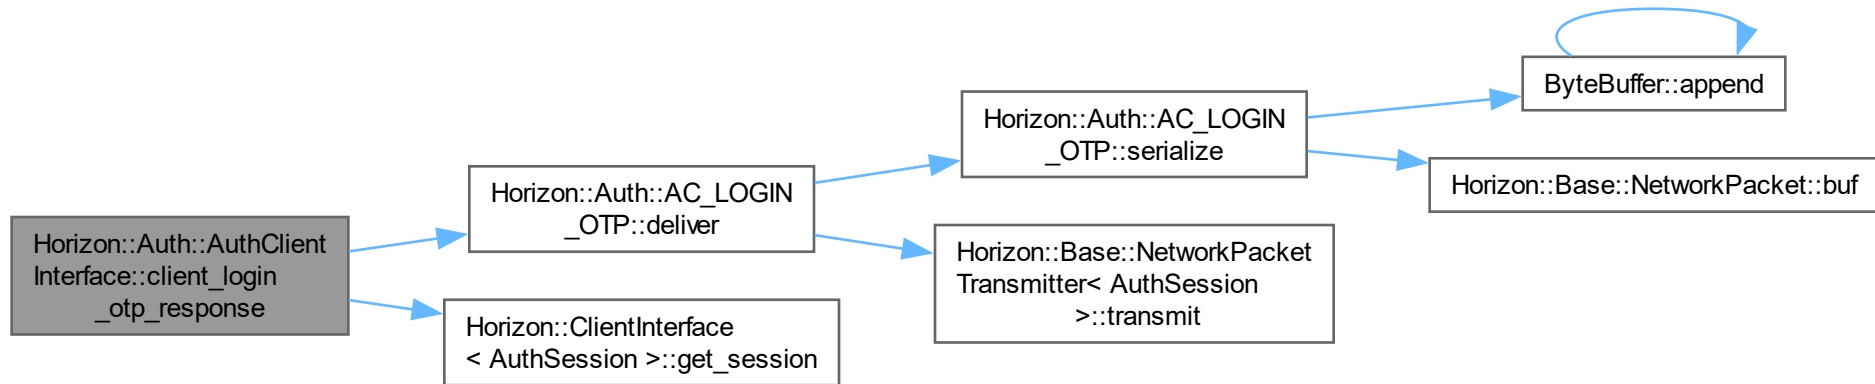 Horizon::Auth::AuthClient
Interface::client_login
_otp_response
Horizon::Auth::AC_LOGIN
_OTP::deliver
Horizon::ClientInterface
< AuthSession >::get_session
Horizon::Auth::AC_LOGIN
_OTP::serialize
Horizon::Base::NetworkPacket
Transmitter< AuthSession
>::transmit
ByteBuffer::append
Horizon::Base::NetworkPacket::buf